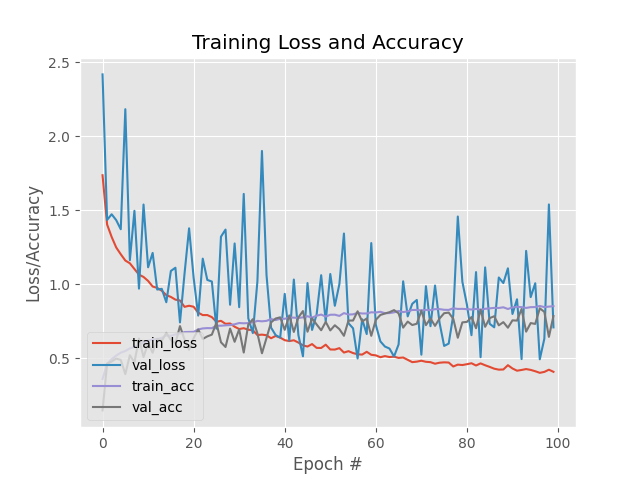 Training Loss and Accuracy
2.5
2.0
1.5
1.0
0.5
Loss/Accuracy
train_loss
val_loss
train_acc
val_acc
0 20 40 60 80 100
Epoch #